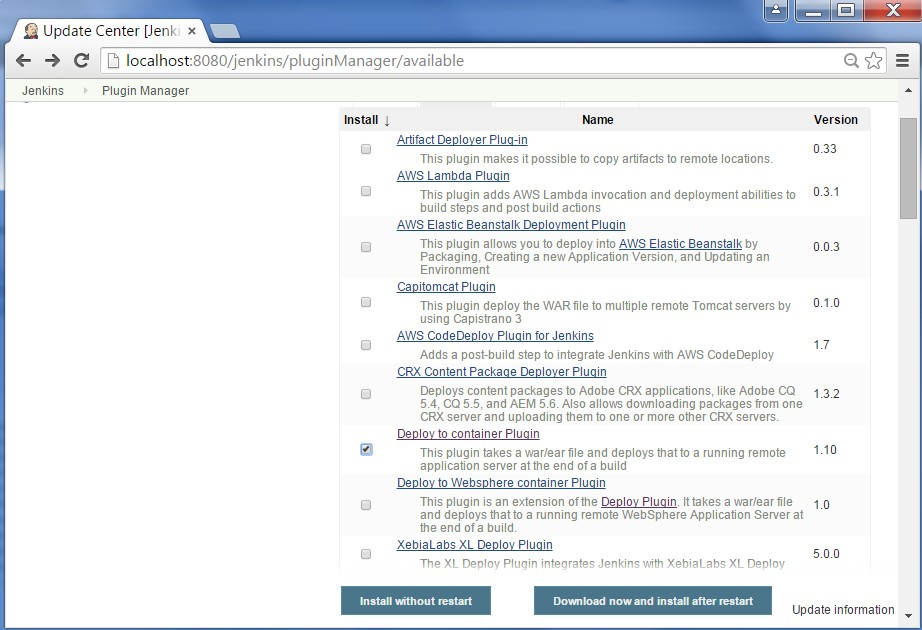 Update Center [Jenki
localhost:8080/jenkins/pluginManager/available
Jenkins Plugin Manager
Install ↓ Name Version
Artifact Deployer Plug-in
This plugin makes it possible to copy artifacts to remote locations.
0.33
AWS Lambda Plugin
This plugin adds AWS Lambda invocation and deployment abilities to
build steps and post build actions
0.3.1
AWS Elastic Beanstalk Deployment Plugin
This plugin allows you to deploy into AWS Elastic Beanstalk by
Packaging, Creating a new Application Version, and Updating an
Environment
0.0.3
Capitomcat Plugin
This plugin deploy the WAR file to multiple remote Tomcat servers by
using Capistrano 3
0.1.0
AWS CodeDeploy Plugin for Jenkins
Adds a post-build step to integrate Jenkins with AWS CodeDeploy
1.7
CRX Content Package Deployer Plugin
Deploys content packages to Adobe CRX applications, like Adobe CQ
5.4, CQ 5.5, and AEM 5.6. Also allows downloading packages from one
CRX server and uploading them to one or more other CRX servers.
1.3.2
Deploy to container Plugin
This plugin takes a war/ear file and deploys that to a running remote
application server at the end of a build
1.10
Deploy to Websphere container Plugin
This plugin is an extension of the Deploy Plugin. It takes a war/ear file
and deploys that to a running remote WebSphere Application Server at
the end of a build.
1.0
XebiaLabs XL Deploy Plugin
The XL Deploy Plugin integrates Jenkins with XebiaLabs XL Deploy
5.0.0
Install without restart
Download now and install after restart
Update information